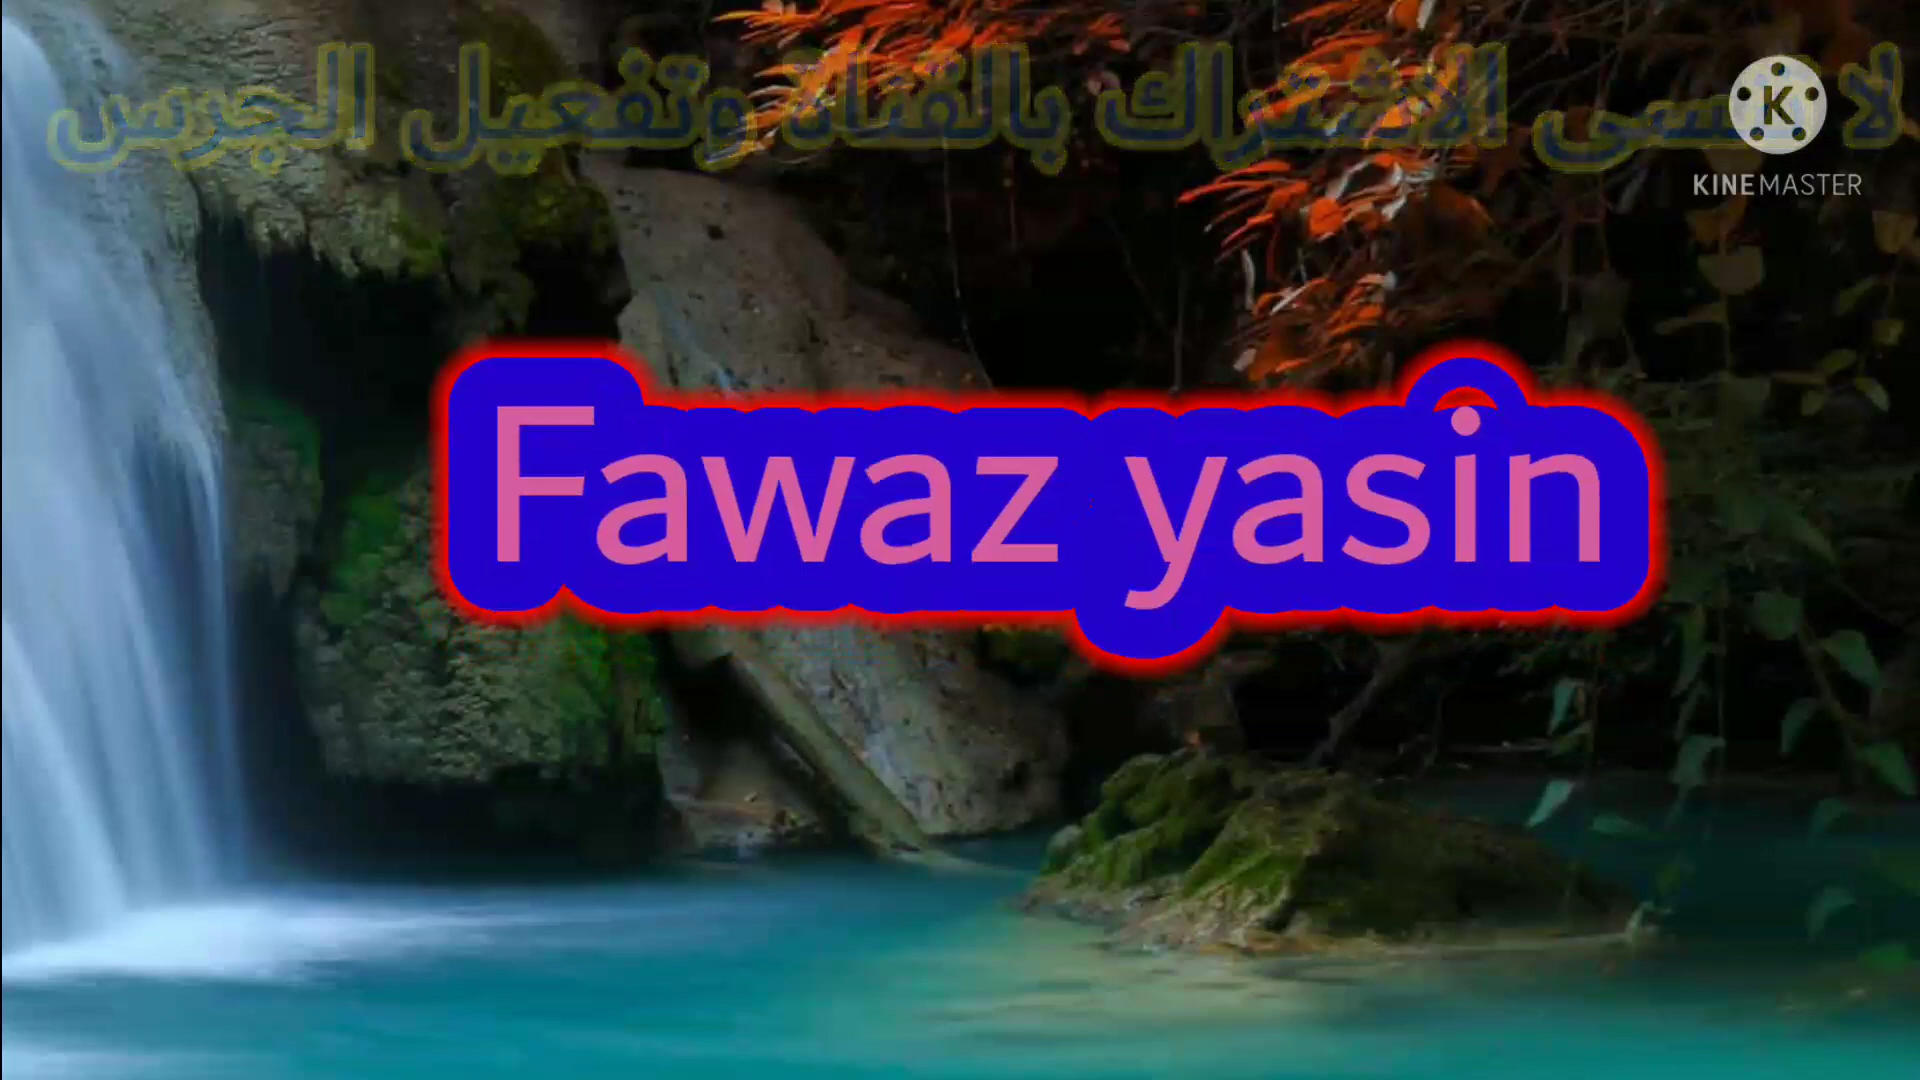 لا تنسى الاشتراك بالقناة وتفعيل الجرس
K
KINEMASTER
Fawaz yasin